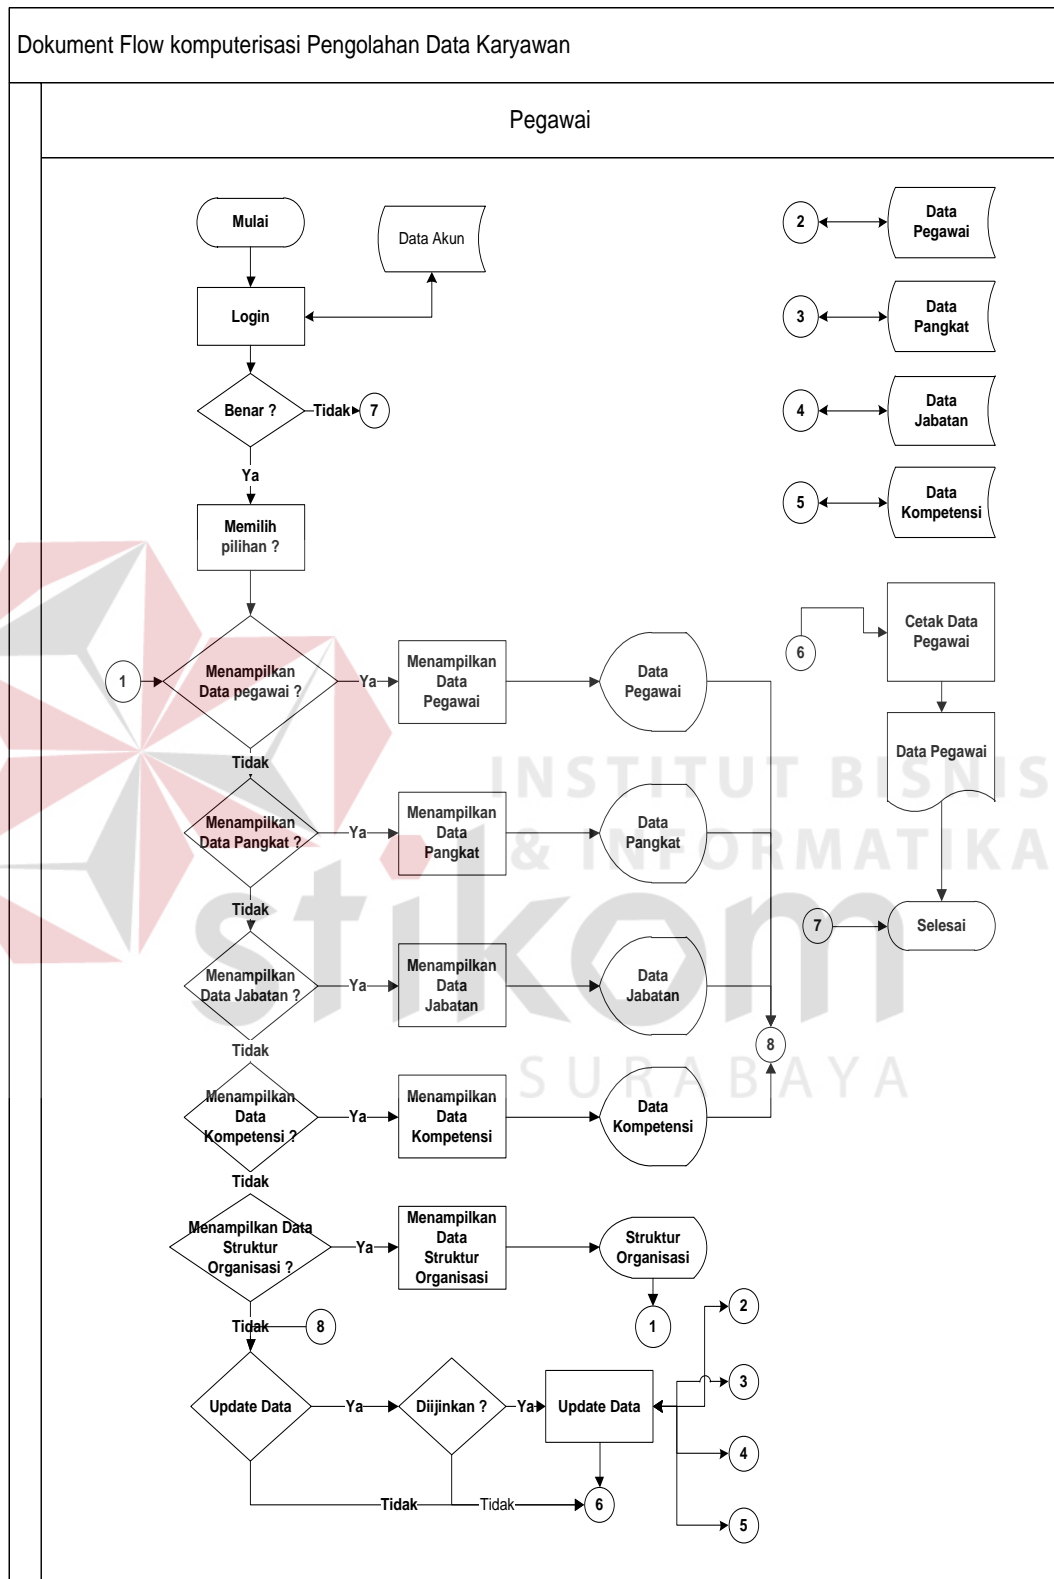 Dokument Flow komputerisasi Pengolahan Data Karyawan
Pegawai
Mulai
Data Akun
Login
Benar ?
Tidak
7
Ya
Memilih
pilihan ?
1
Menampilkan
Data pegawai ?
Ya
Menampilkan
Data
Pegawai
Data
Pegawai
Tidak
Menampilkan
Data Pangkat ?
Ya
Menampilkan
Data
Pangkat
Data
Pangkat
Tidak
Menampilkan
Data Jabatan ?
Ya
Menampilkan
Data
Jabatan
Data
Jabatan
8
Tidak
Menampilkan
Data
Kompetensi ?
Ya
Menampilkan
Data
Kompetensi
Data
Kompetensi
Tidak
Menampilkan Data
Struktur
Organisasi ?
Ya
Menampilkan
Data
Struktur
Organisasi
Struktur
Organisasi
1
Tidak
8
Update Data
Ya
Diijinkan ?
Ya
Update Data
2
3
4
5
Tidak
Tidak
6
2
Data
Pegawai
3
Data
Pangkat
4
Data
Jabatan
5
Data
Kompetensi
6
Cetak Data
Pegawai
Data Pegawai
7
Selesai
INSTITUT BISNIS
& INFORMATIKA
stikom
SURABAYA